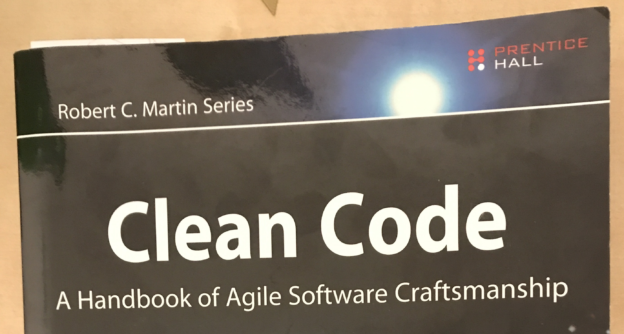 PRENTICE
HALL
Robert C. Martin Series
Clean Code
A Handbook of Agile Software Craftsmanship